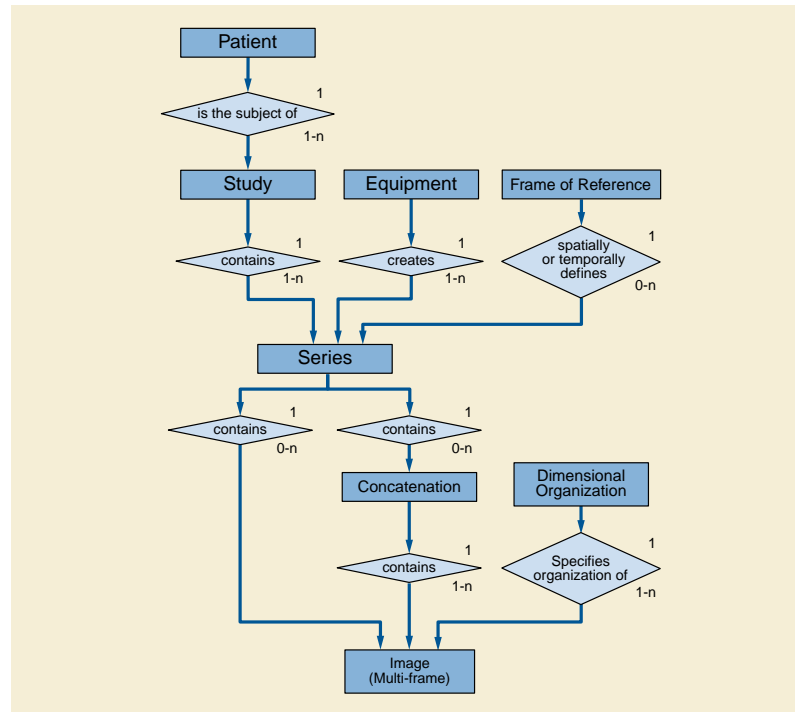 Patient
1
is the subject of
1-n
Study
Equipment
Frame of Reference
1
contains
1-n
1
creates
1-n
1
spatially
or temporally
defines
0-n
Series
1
contains
0-n
1
contains
0-n
Concatenation
Dimensional
Organization
1
contains
1-n
1
Specifies
organization of
1-n
Image
(Multi-frame)